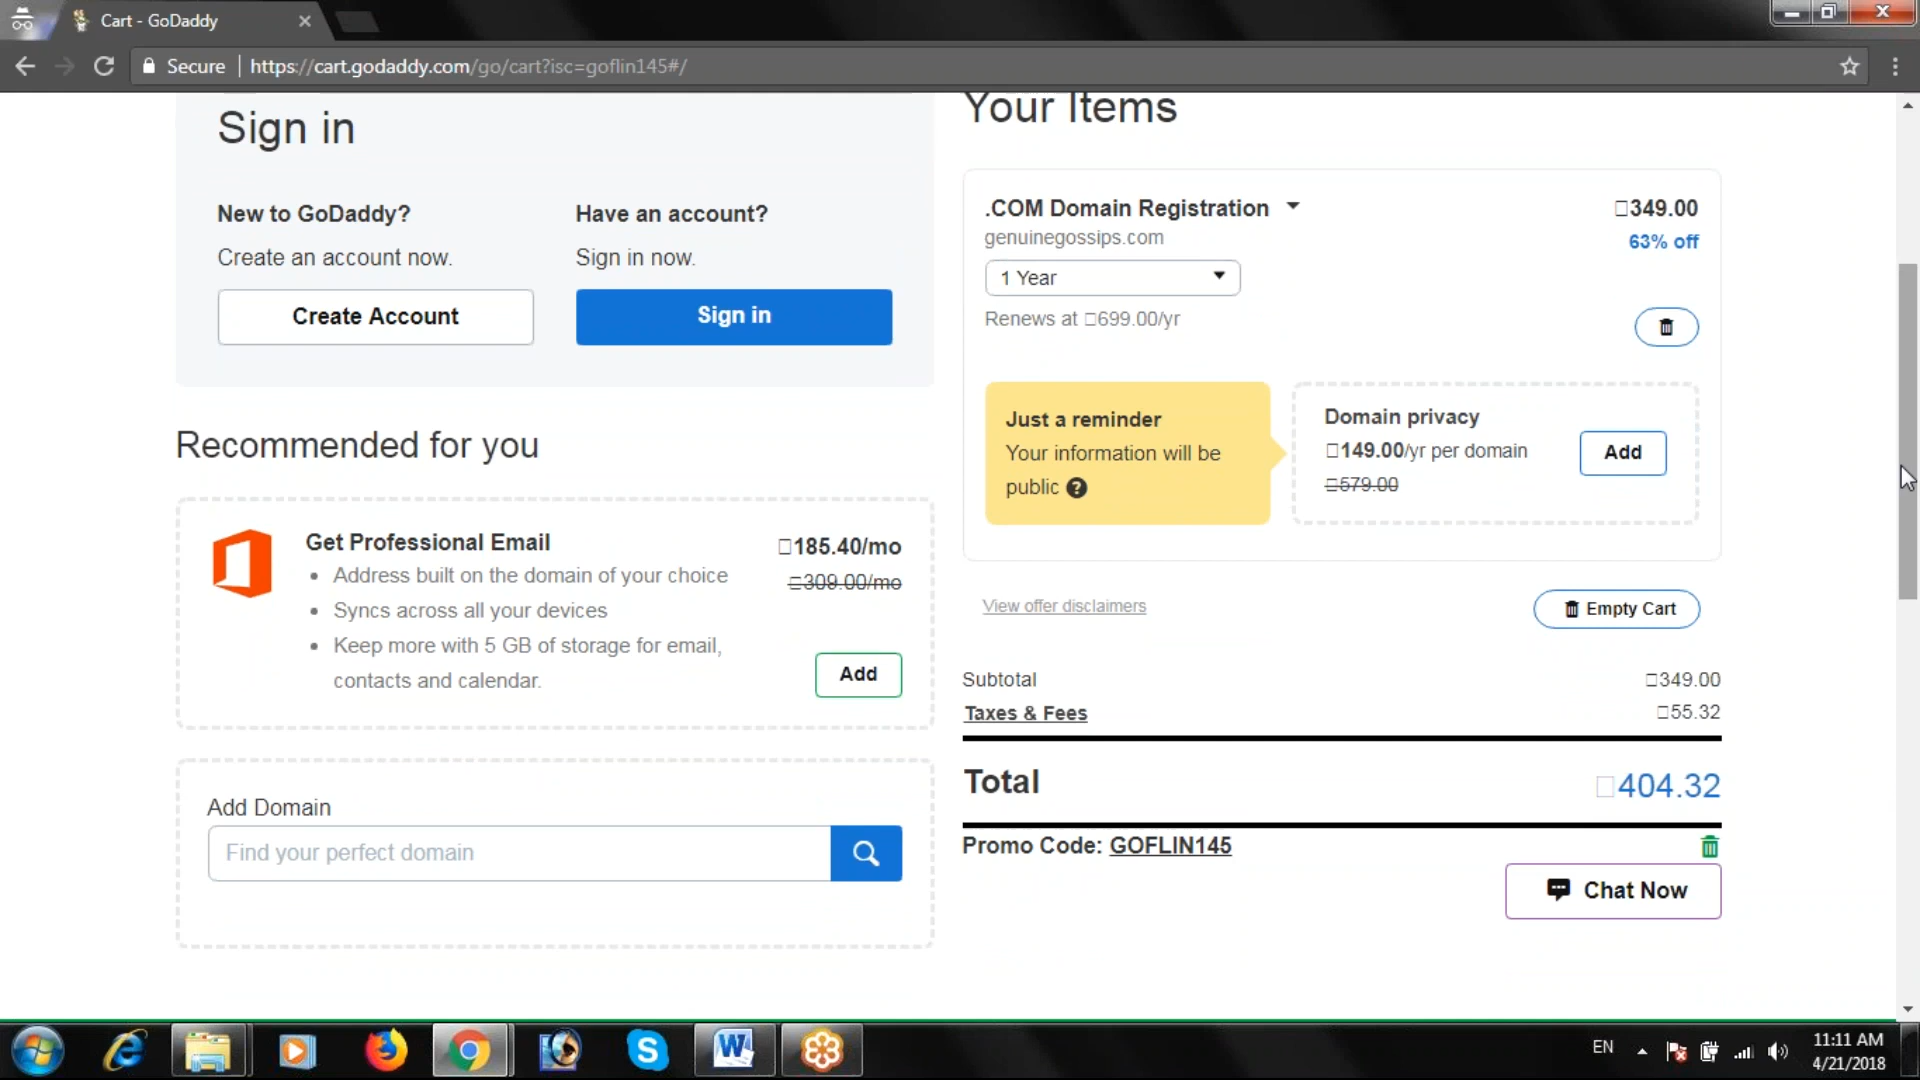 Cart - GoDaddy
Secure https://cart.godaddy.com/go/cart?isc=goflin145#/
Sign in
New to GoDaddy?
Create an account now.
Create Account
Have an account?
Sign in now.
Sign in
Recommended for you
Get Professional Email
• Address built on the domain of your choice
• Syncs across all your devices
• Keep more with 5 GB of storage for email,
contacts and calendar.
□185.40/mo
□309.00/mo
Add
Add Domain
Find your perfect domain
Your Items
.COM Domain Registration
genuinegossips.com
1 Year
Renews at □699.00/yr
□349.00
63% off
Just a reminder
Your information will be
public ?
Domain privacy
□149.00/yr per domain
□579.00
Add
View offer disclaimers
Empty Cart
Subtotal □349.00
Taxes & Fees □55.32
Total □404.32
Promo Code: GOFLIN145
Chat Now
EN
11:11 AM
4/21/2018